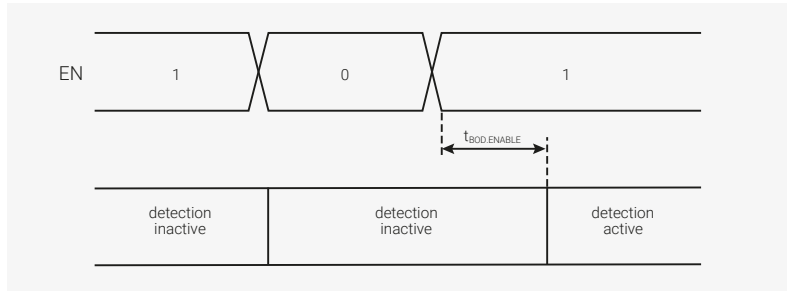 EN 1 0 1
tBOD.ENABLE
detection detection detection
inactive inactive active